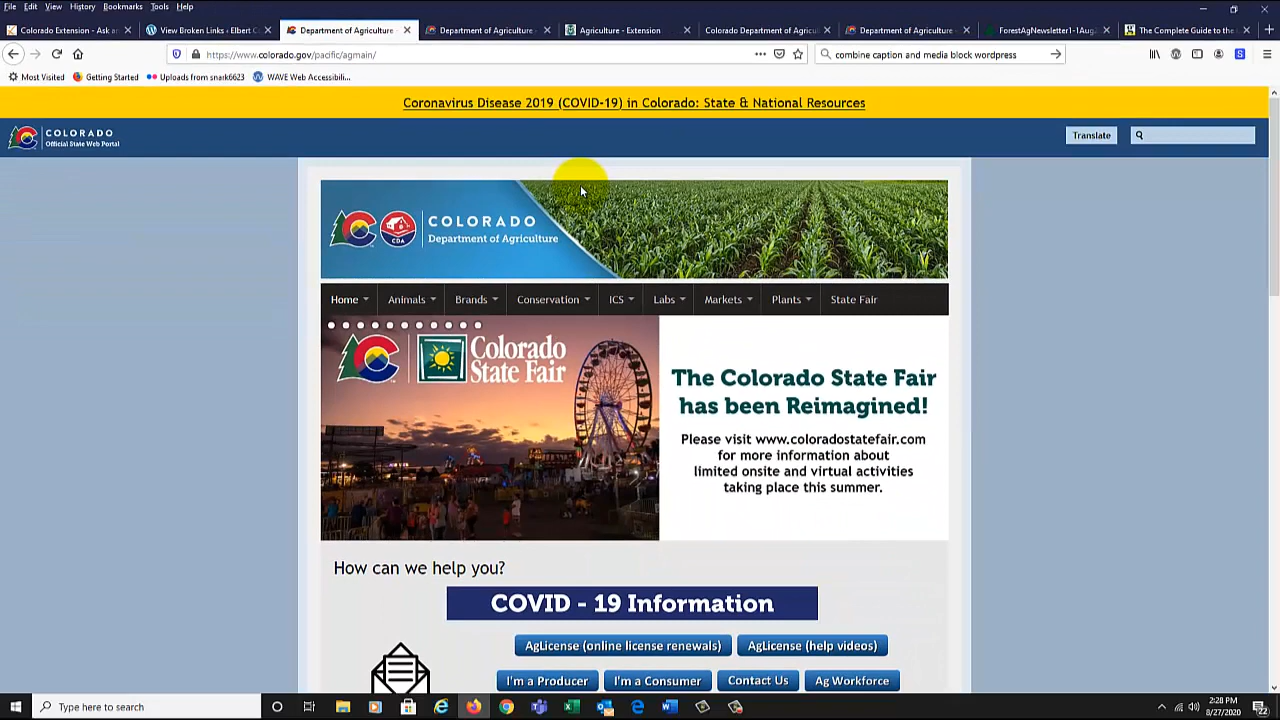 File Edit View History Bookmarks Tools Help
Colorado Extension - Ask an
View Broken Links ‹ Elbert Co
Department of Agriculture
Department of Agriculture
Agriculture - Extension
Colorado Department of Agricultu
Department of Agriculture
ForestAgNewsletter1-1Aug
The Complete Guide to the
https://www.colorado.gov/pacific/agmain/
combine caption and media block wordpress
Most Visited Getting Started Uploads from snark6623 WAVE Web Accessibili...
Coronavirus Disease 2019 (COVID-19) in Colorado: State & National Resources
COLORADO
Official State Web Portal
Translate
COLORADO
Department of Agriculture
CDA
Home Animals Brands Conservation ICS Labs Markets Plants State Fair
Colorado
State Fair
The Colorado State Fair
has been Reimagined!
Please visit www.coloradostatefair.com
for more information about
limited onsite and virtual activities
taking place this summer.
How can we help you?
COVID - 19 Information
AgLicense (online license renewals) AgLicense (help videos)
I'm a Producer I'm a Consumer Contact Us Ag Workforce
Type here to search
2:28 PM
8/27/2020
22